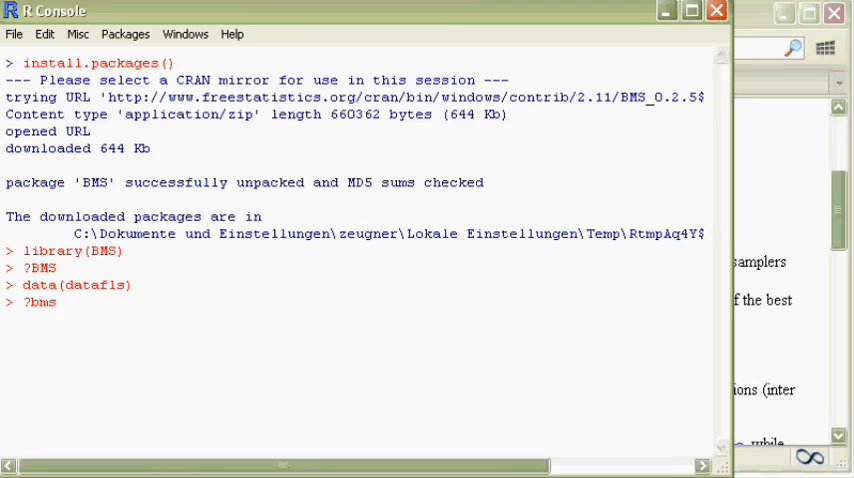 R Console
File Edit Misc Packages Windows Help
> install.packages()
--- Please select a CRAN mirror for use in this session ---
trying URL 'http://www.freestatistics.org/cran/bin/windows/contrib/2.11/BMS_0.2.5$
Content type 'application/zip' length 660362 bytes (644 Kb)
opened URL
downloaded 644 Kb
package 'BMS' successfully unpacked and MD5 sums checked
The downloaded packages are in
C:\Dokumente und Einstellungen\zeugner\Lokale Einstellungen\Temp\RtmpAq4Y$
> library(BMS)
> ?BMS
> data(datafls)
> ?bms
samplers
f the best
ions (inter
while